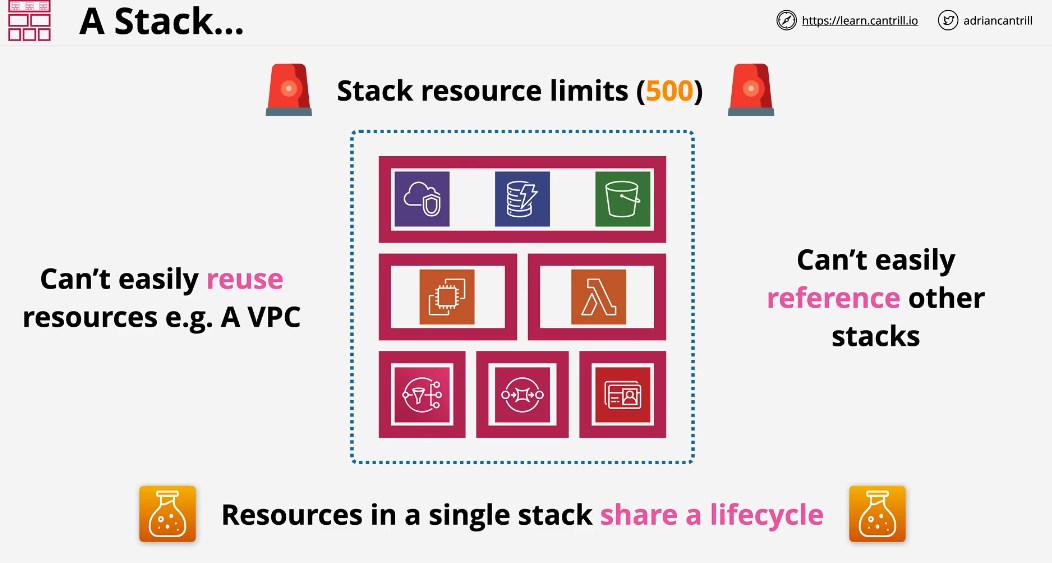 A Stack...
https://learn.cantrill.io
adriancantrill
Stack resource limits (500)
Can’t easily reuse
resources e.g. A VPC
Can’t easily
reference other
stacks
Resources in a single stack share a lifecycle